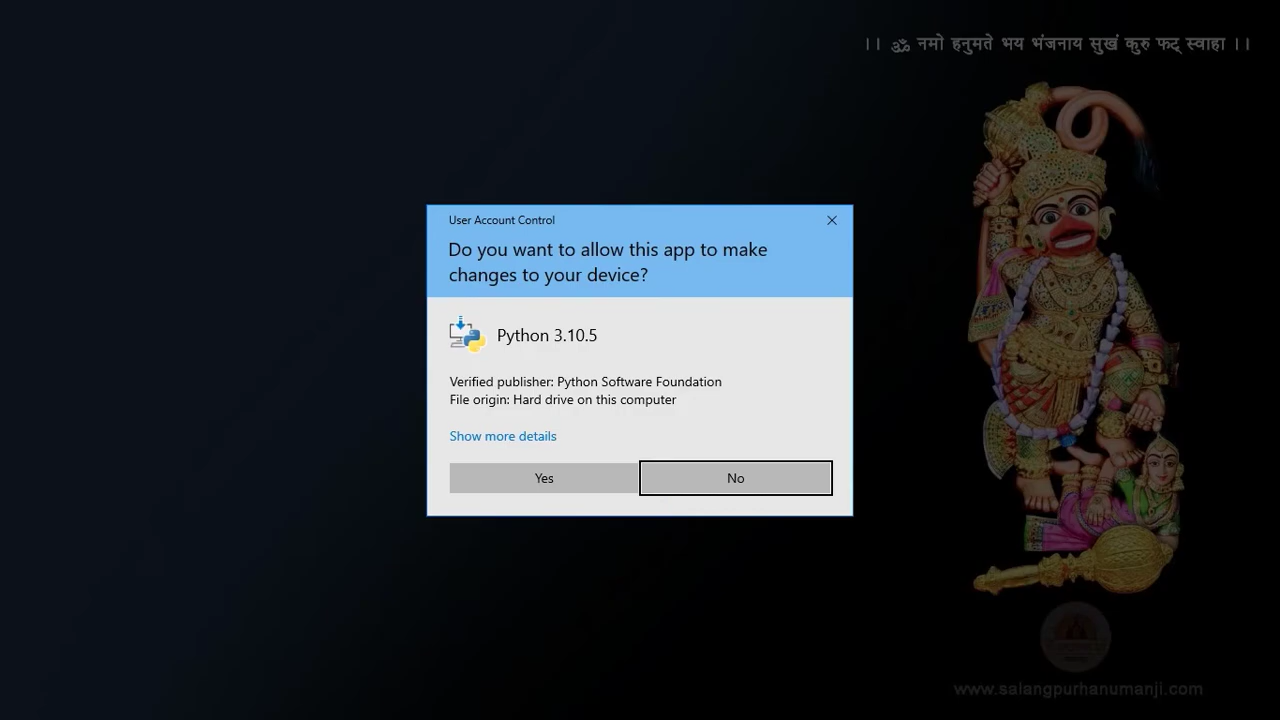 ।। ॐ नमो हनुमते भय भंजनाय सुखं कुरु फट् स्वाहा ।।
User Account Control
Do you want to allow this app to make
changes to your device?
Python 3.10.5
Verified publisher: Python Software Foundation
File origin: Hard drive on this computer
Show more details
Yes No
www.salangpurhanumanji.com